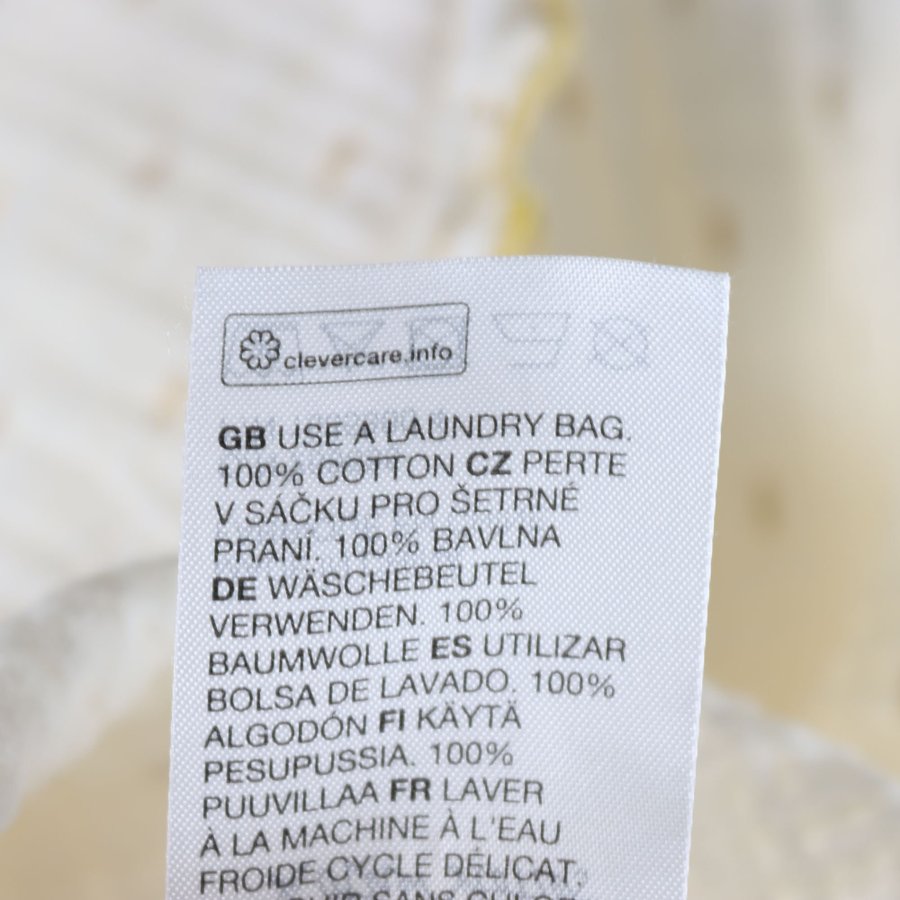 clevercare.info
GB USE A LAUNDRY BAG.
100% COTTON CZ PERTE
V SÁČKU PRO ŠETRNÉ
PRANÍ. 100% BAVLNA
DE WÄSCHEBEUTEL
VERWENDEN. 100%
BAUMWOLLE ES UTILIZAR
BOLSA DE LAVADO. 100%
ALGODÓN FI KÄYTÄ
PESUPUSSIA. 100%
PUUVILLAA FR LAVER
À LA MACHINE À L'EAU
FROIDE CYCLE DÉLICAT.
SANS